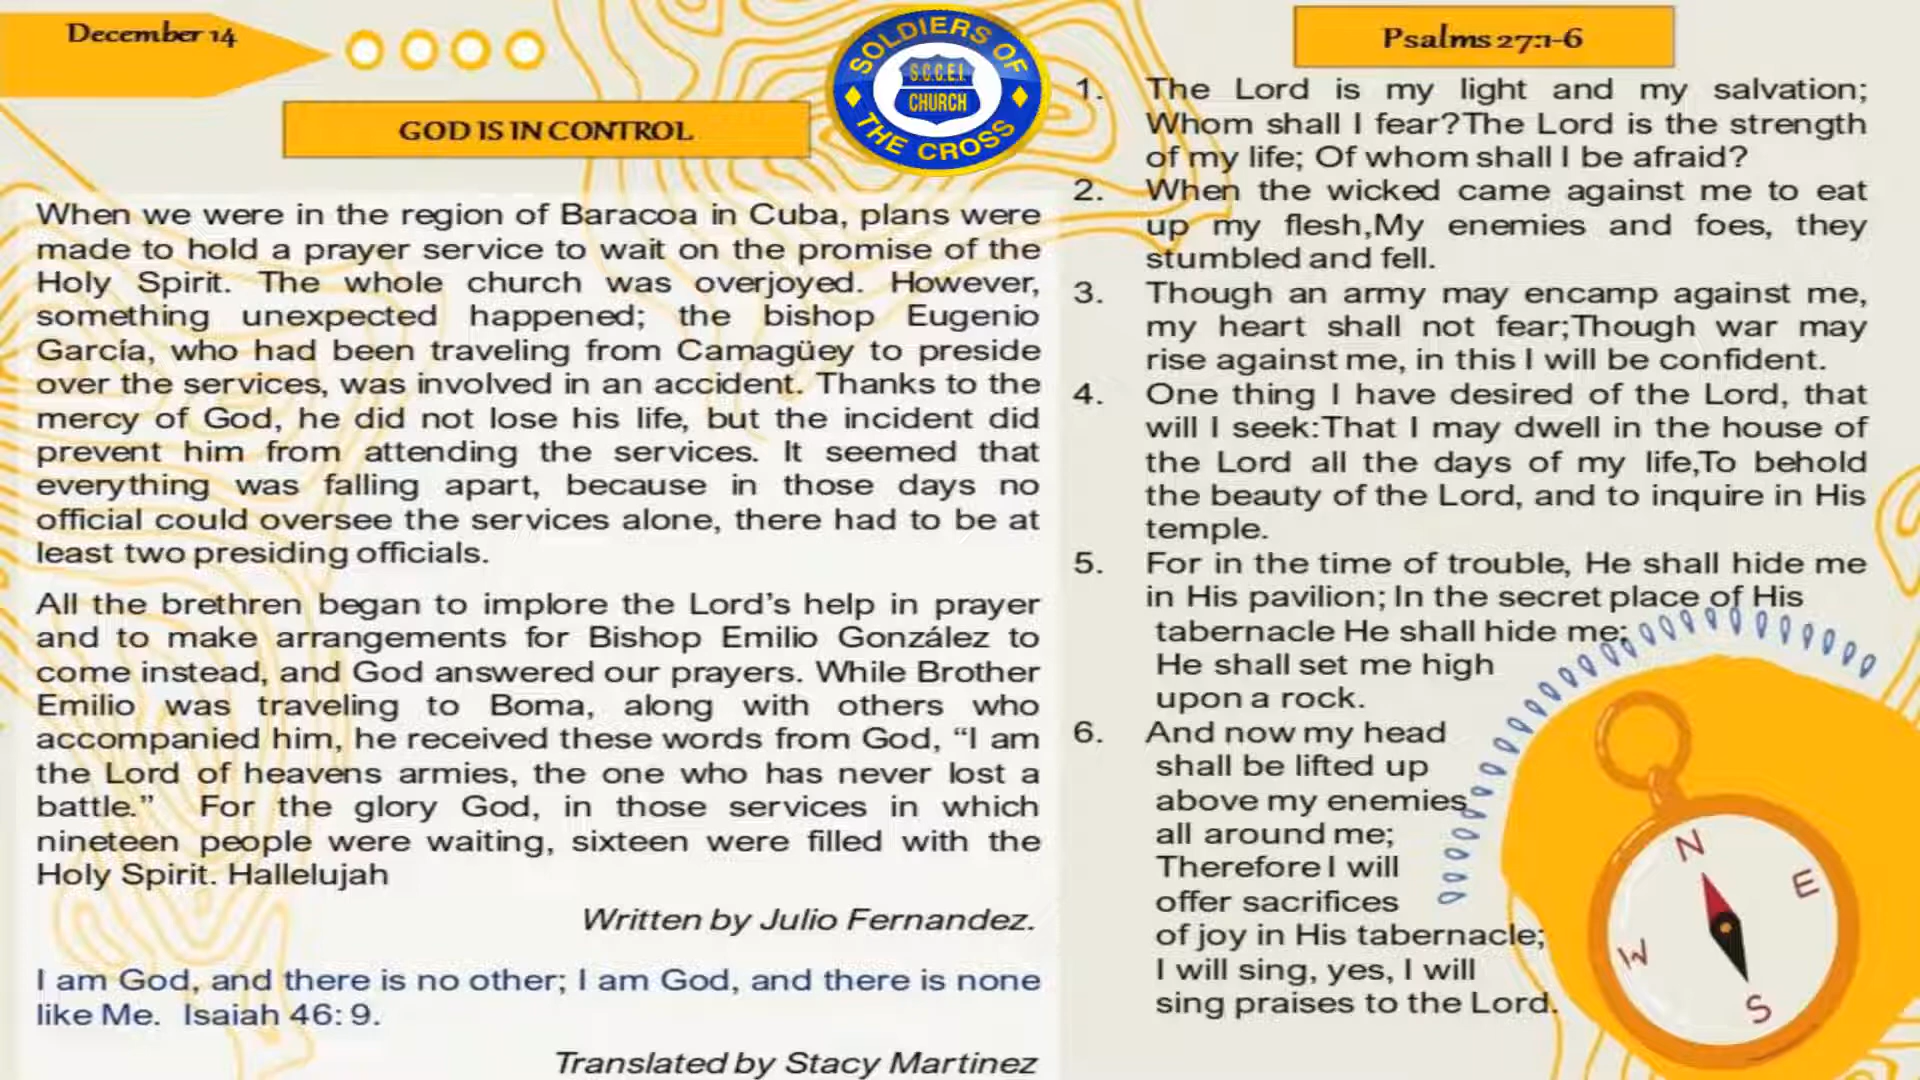 December 14
GOD IS IN CONTROL
When we were in the region of Baracoa in Cuba, plans were
made to hold a prayer service to wait on the promise of the
Holy Spirit. The whole church was overjoyed. However,
something unexpected happened; the bishop Eugenio
García, who had been traveling from Camagüey to preside
over the services, was involved in an accident. Thanks to the
mercy of God, he did not lose his life, but the incident did
prevent him from attending the services. It seemed that
everything was falling apart, because in those days no
official could oversee the services alone, there had to be at
least two presiding officials.
All the brethren began to implore the Lord's help in prayer
and to make arrangements for Bishop Emilio González to
come instead, and God answered our prayers. While Brother
Emilio was traveling to Boma, along with others who
accompanied him, he received these words from God, “I am
the Lord of heavens armies, the one who has never lost a
battle.” For the glory God, in those services in which
nineteen people were waiting, sixteen were filled with the
Holy Spirit. Hallelujah
Written by Julio Fernandez.
I am God, and there is no other; I am God, and there is none
like Me. Isaiah 46: 9.
Translated by Stacy Martinez
SOLDIERS OF
S.C.C.E.I.
CHURCH
THE CROSS
Psalms 27:1-6
1. The Lord is my light and my salvation;
Whom shall I fear?The Lord is the strength
of my life; Of whom shall I be afraid?
2. When the wicked came against me to eat
up my flesh,My enemies and foes, they
stumbled and fell.
3. Though an army may encamp against me,
my heart shall not fear;Though war may
rise against me, in this I will be confident.
4. One thing I have desired of the Lord, that
will I seek:That I may dwell in the house of
the Lord all the days of my life,To behold
the beauty of the Lord, and to inquire in His
temple.
5. For in the time of trouble, He shall hide me
in His pavilion; In the secret place of His
tabernacle He shall hide me;
He shall set me high
upon a rock.
6. And now my head
shall be lifted up
above my enemies
all around me;
Therefore I will
offer sacrifices
of joy in His tabernacle;
I will sing, yes, I will
sing praises to the Lord.
N
E
W
S